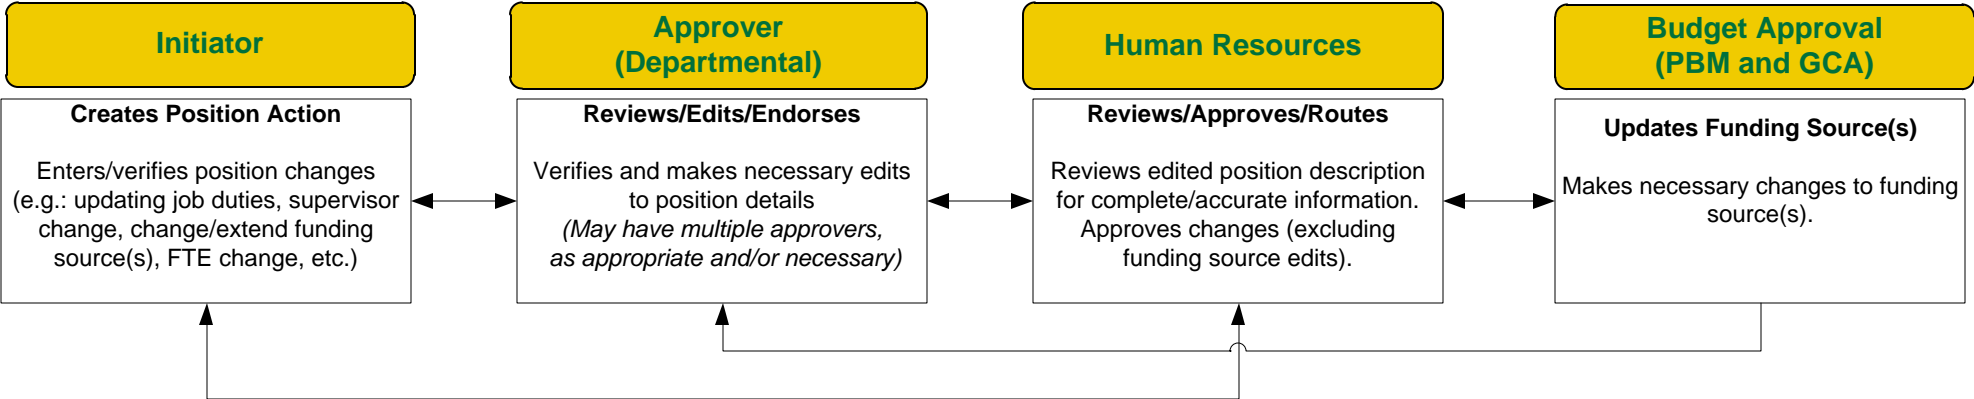 Initiator
Creates Position Action
Enters/verifies position changes
(e.g.: updating job duties, supervisor
change, change/extend funding
source(s), FTE change, etc.)
Approver
(Departmental)
Reviews/Edits/Endorses
Verifies and makes necessary edits
to position details
(May have multiple approvers,
as appropriate and/or necessary)
Human Resources
Reviews/Approves/Routes
Reviews edited position description
for complete/accurate information.
Approves changes (excluding
funding source edits).
Budget Approval
(PBM and GCA)
Updates Funding Source(s)
Makes necessary changes to funding
source(s).